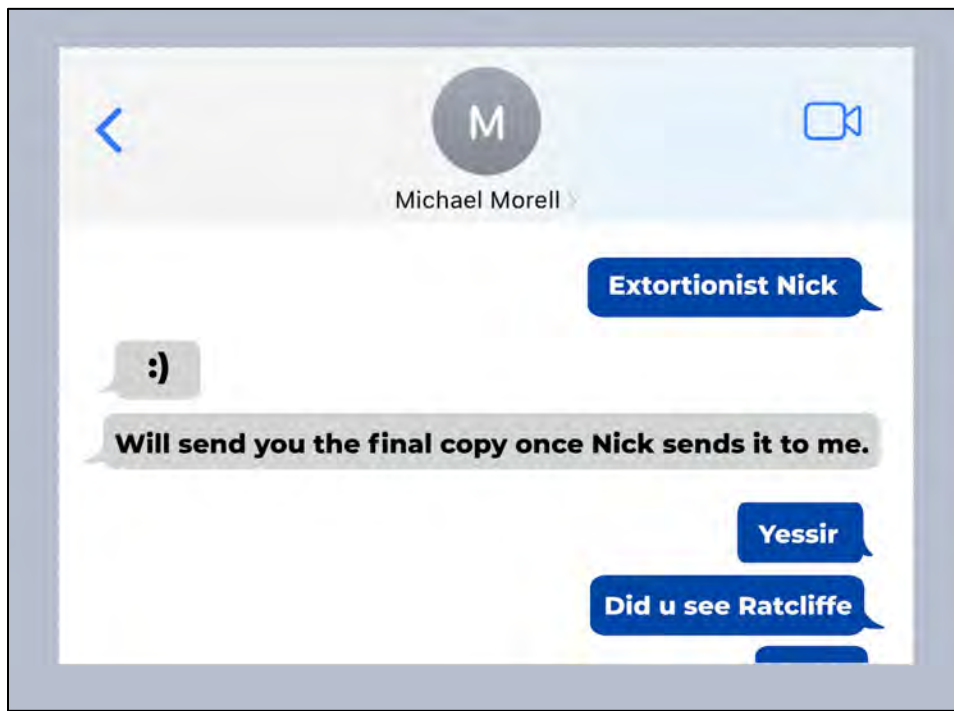 M
Michael Morell
Extortionist Nick
:)
Will send you the final copy once Nick sends it to me.
Yessir
Did u see Ratcliffe